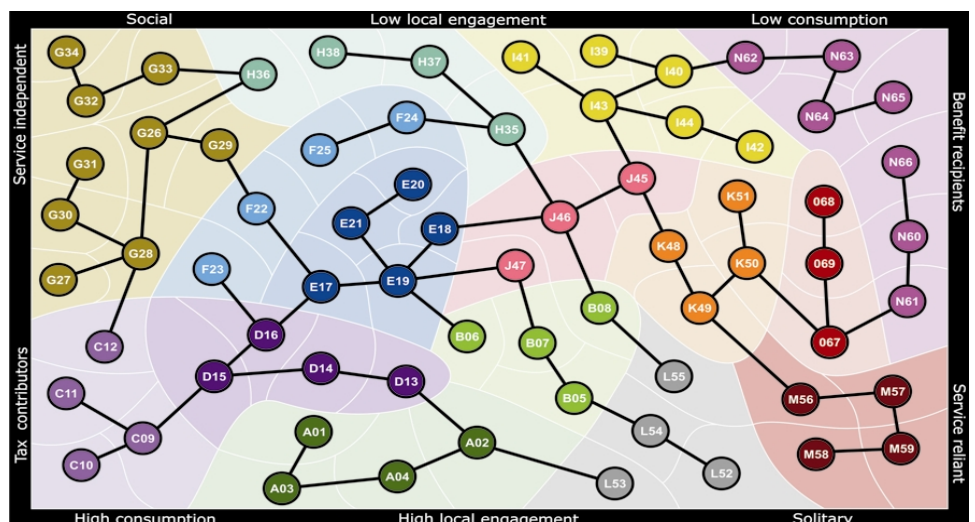 Social
Low local engagement
Low consumption
Service independent
Tax contributors
Benefit recipients
Service reliant
G34
G33
G32
H36
H38
H37
I41
I39
I40
N62
N63
N65
N64
G26
G29
F24
F25
H35
I43
I44
I42
G31
G30
G28
G27
F22
F23
E20
E21
E18
E17
E19
J45
J46
J47
K51
K48
K50
K49
068
069
067
N66
N60
N61
C12
D16
B06
B08
B07
D15
D14
D13
B05
L55
C11
C09
C10
A01
A02
A03
A04
L54
L53
L52
M56
M57
M58
M59
High consumption
High local engagement
Solitary